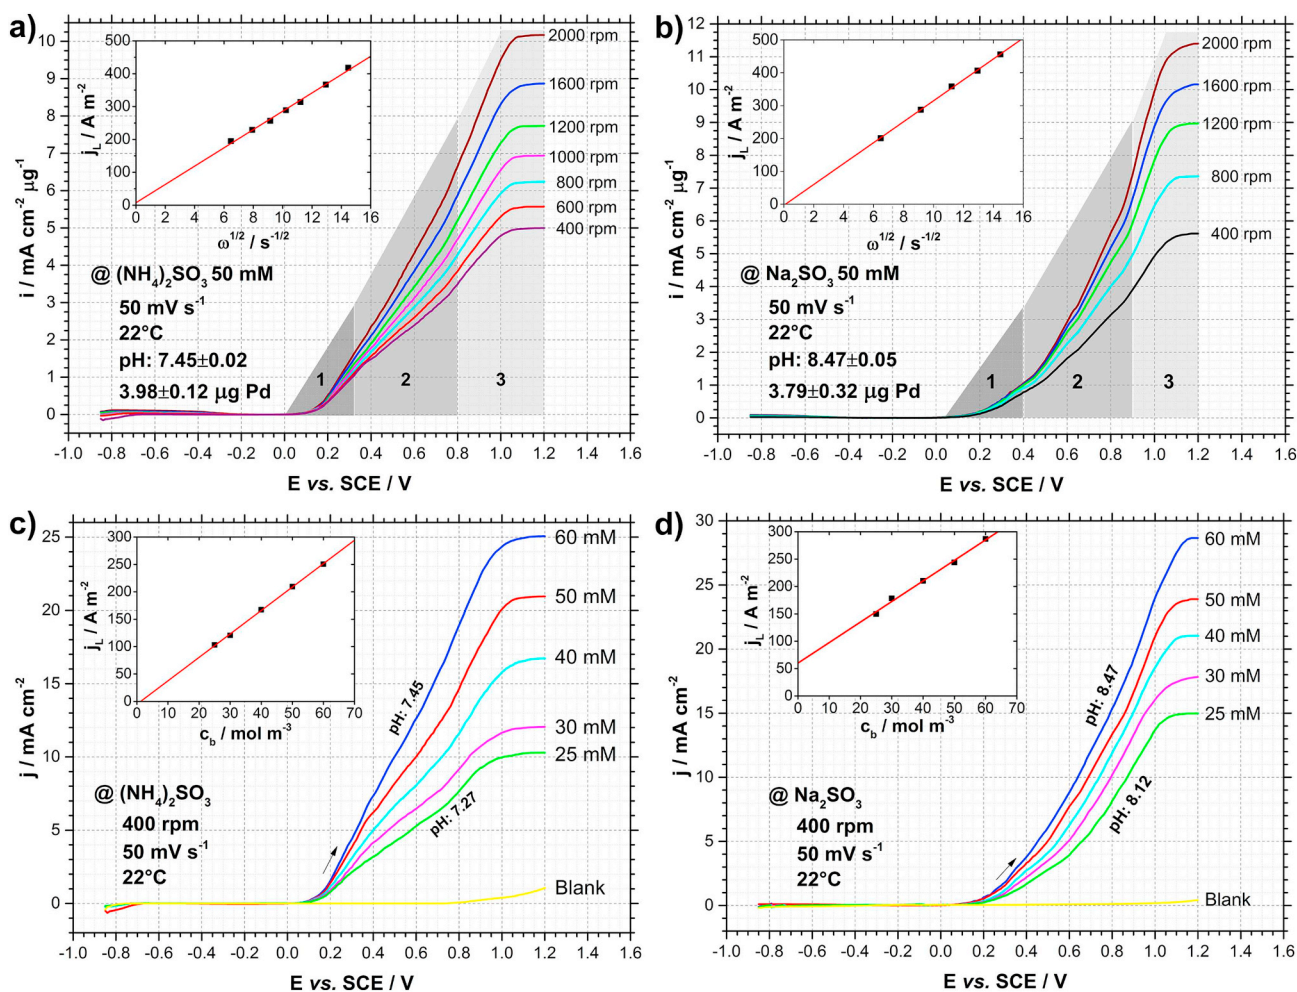 a)
i / mA cm⁻² μg⁻¹
10
9
8
7
6
5
4
3
2
1
0
-1.0 -0.8 -0.6 -0.4 -0.2 0.0 0.2 0.4 0.6 0.8 1.0 1.2 1.4 1.6
E vs. SCE / V
j_L / A m⁻²
500
400
300
200
100
0
0 2 4 6 8 10 12 14 16
ω^1/2 / s^-1/2
2000 rpm
1600 rpm
1200 rpm
1000 rpm
800 rpm
600 rpm
400 rpm
@ (NH₄)₂SO₃ 50 mM
50 mV s⁻¹
22°C
pH: 7.45±0.02
3.98±0.12 μg Pd
1 2 3
b)
i / mA cm⁻² μg⁻¹
12
11
10
9
8
7
6
5
4
3
2
1
0
-1.0 -0.8 -0.6 -0.4 -0.2 0.0 0.2 0.4 0.6 0.8 1.0 1.2 1.4 1.6
E vs. SCE / V
j_L / A m⁻²
500
400
300
200
100
0
0 2 4 6 8 10 12 14 16
ω^1/2 / s^-1/2
2000 rpm
1600 rpm
1200 rpm
800 rpm
400 rpm
@ Na₂SO₃ 50 mM
50 mV s⁻¹
22°C
pH: 8.47±0.05
3.79±0.32 μg Pd
1 2 3
c)
j / mA cm⁻²
25
20
15
10
5
0
-1.0 -0.8 -0.6 -0.4 -0.2 0.0 0.2 0.4 0.6 0.8 1.0 1.2 1.4 1.6
E vs. SCE / V
j_L / A m⁻²
300
250
200
150
100
50
0
0 10 20 30 40 50 60 70
c_b / mol m⁻³
60 mM
50 mM
40 mM
30 mM
25 mM
Blank
pH: 7.45
pH: 7.27
@ (NH₄)₂SO₃
400 rpm
50 mV s⁻¹
22°C
d)
j / mA cm⁻²
30
25
20
15
10
5
0
-1.0 -0.8 -0.6 -0.4 -0.2 0.0 0.2 0.4 0.6 0.8 1.0 1.2 1.4 1.6
E vs. SCE / V
j_L / A m⁻²
300
250
200
150
100
50
0
0 10 20 30 40 50 60 70
c_b / mol m⁻³
60 mM
50 mM
40 mM
30 mM
25 mM
Blank
pH: 8.47
pH: 8.12
@ Na₂SO₃
400 rpm
50 mV s⁻¹
22°C